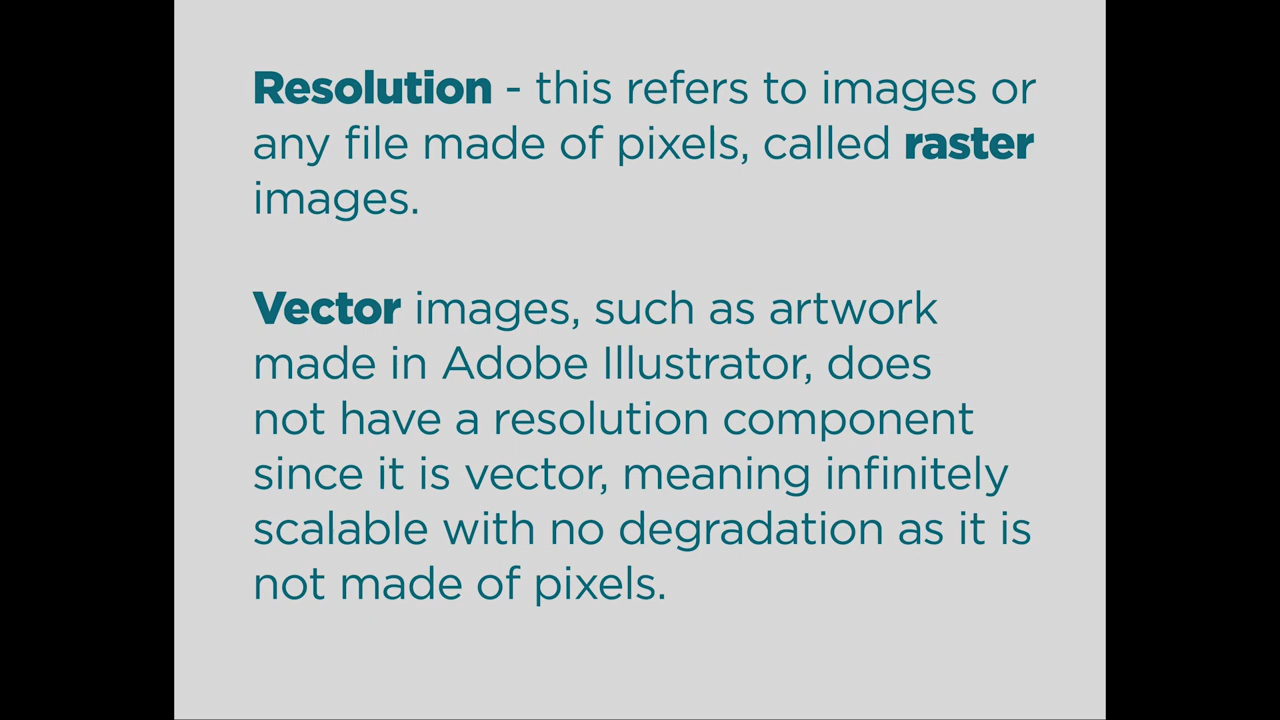 Resolution - this refers to images or
any file made of pixels, called raster
images.
Vector images, such as artwork
made in Adobe Illustrator, does
not have a resolution component
since it is vector, meaning infinitely
scalable with no degradation as it is
not made of pixels.